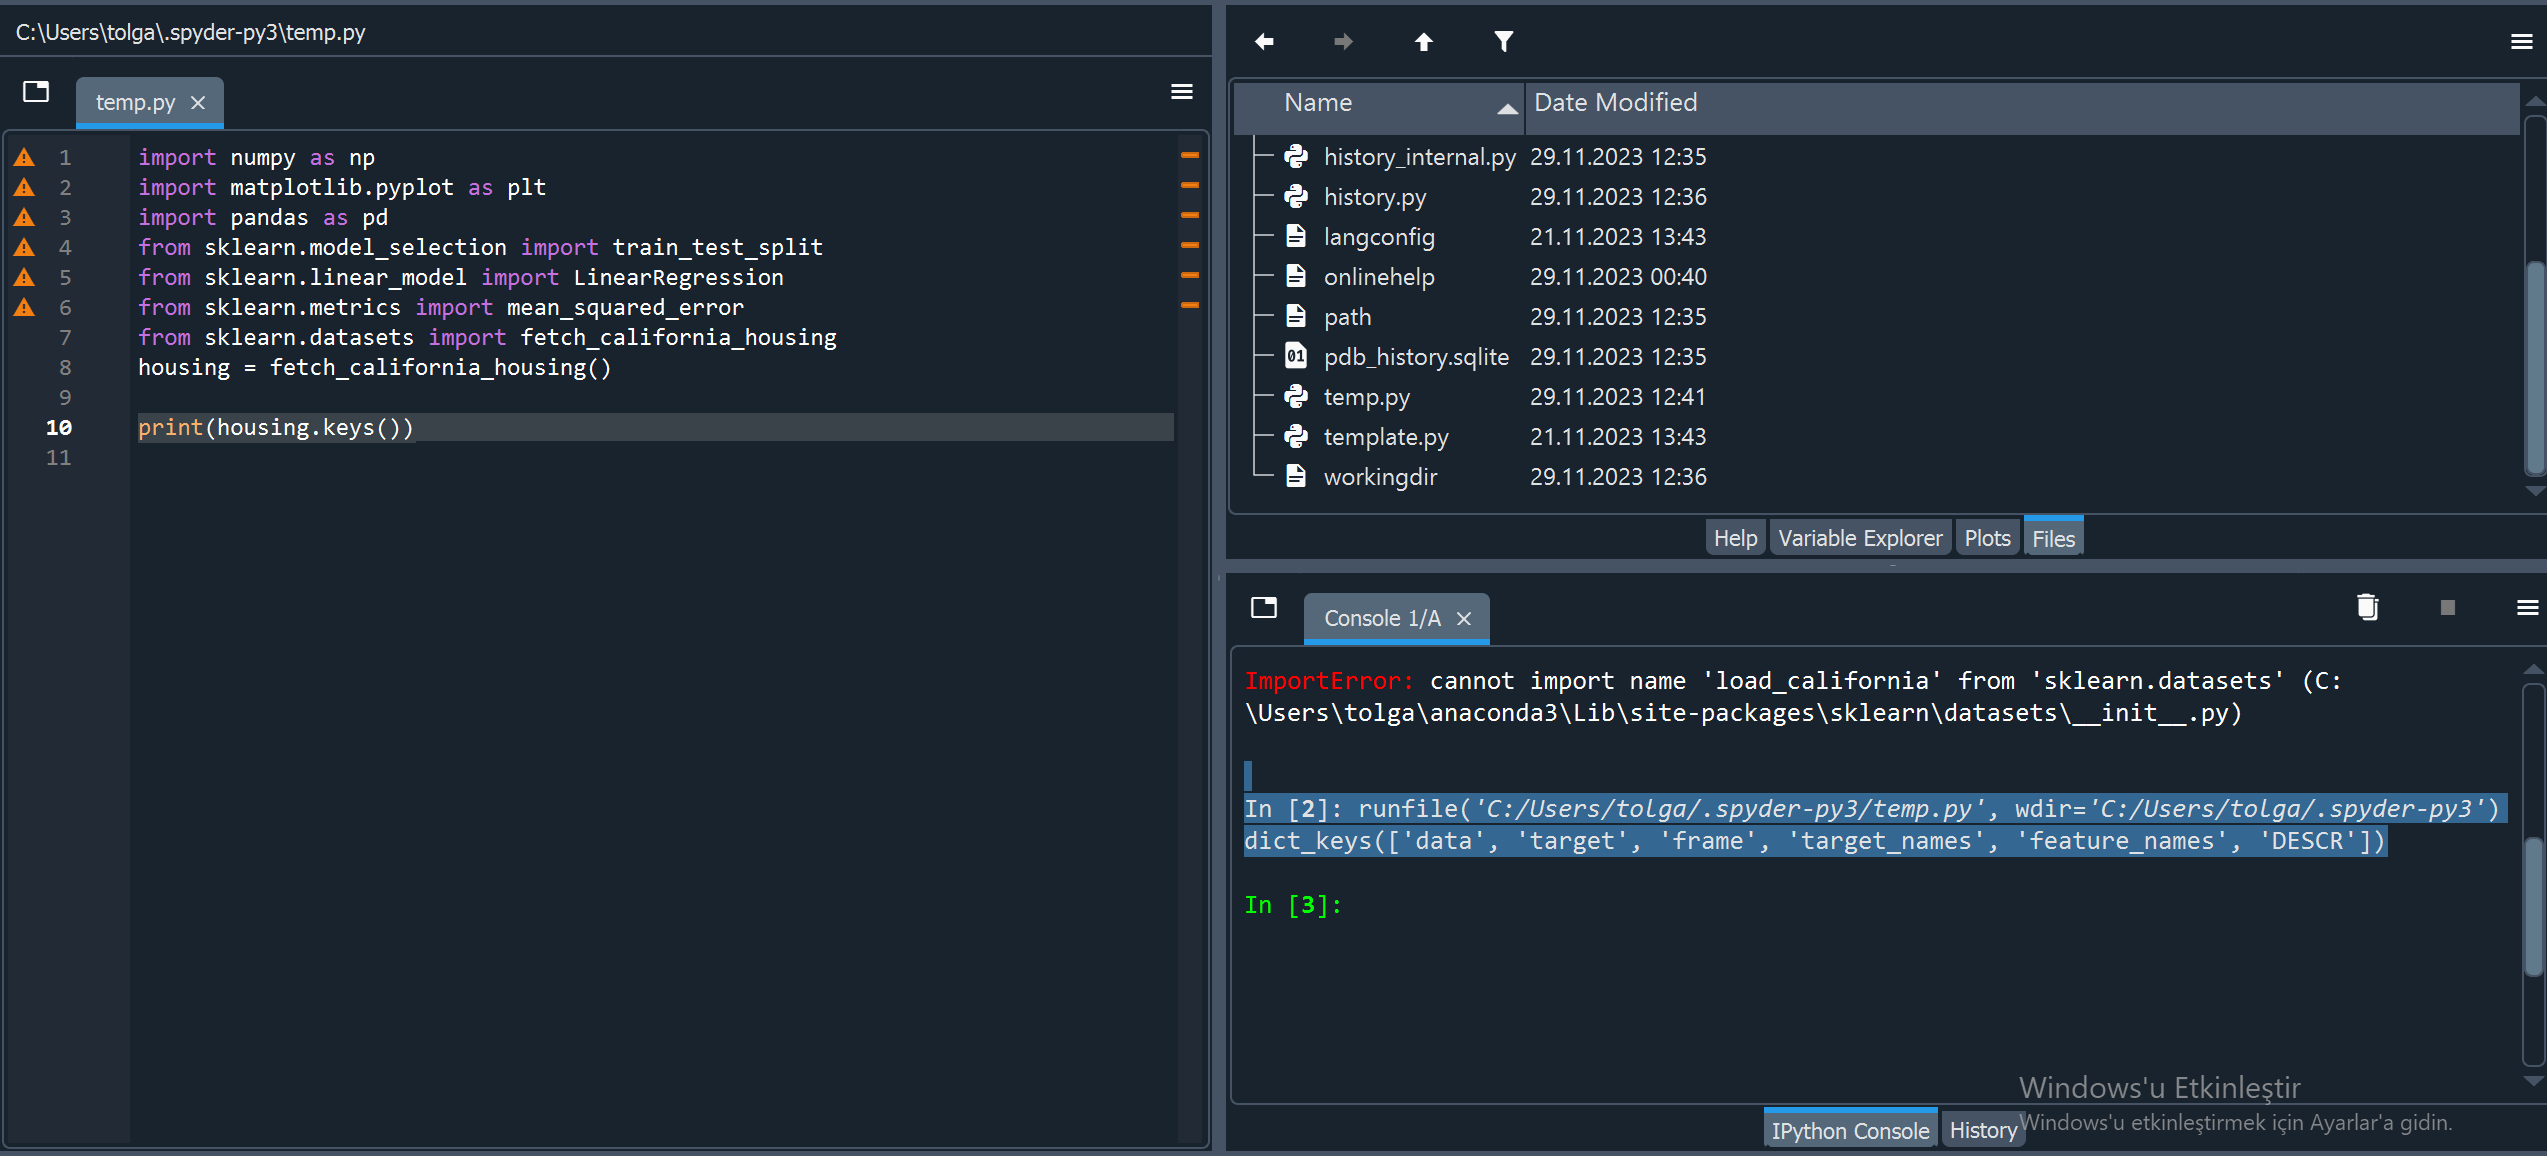 C:\Users\tolga\.spyder-py3\temp.py
temp.py
1 import numpy as np
2 import matplotlib.pyplot as plt
3 import pandas as pd
4 from sklearn.model_selection import train_test_split
5 from sklearn.linear_model import LinearRegression
6 from sklearn.metrics import mean_squared_error
7 from sklearn.datasets import fetch_california_housing
8 housing = fetch_california_housing()
9
10 print(housing.keys())
11
Name Date Modified
history_internal.py 29.11.2023 12:35
history.py 29.11.2023 12:36
langconfig 21.11.2023 13:43
onlinehelp 29.11.2023 00:40
path 29.11.2023 12:35
pdb_history.sqlite 29.11.2023 12:35
temp.py 29.11.2023 12:41
template.py 21.11.2023 13:43
workingdir 29.11.2023 12:36
Help Variable Explorer Plots Files
Console 1/A
ImportError: cannot import name 'load_california' from 'sklearn.datasets' (C:
\Users\tolga\anaconda3\Lib\site-packages\sklearn\datasets\__init__.py)
In [2]: runfile('C:/Users/tolga/.spyder-py3/temp.py', wdir='C:/Users/tolga/.spyder-py3')
dict_keys(['data', 'target', 'frame', 'target_names', 'feature_names', 'DESCR'])
In [3]:
Windows'u Etkinleştir
Windows'u etkinleştirmek için Ayarlar'a gidin.
IPython Console History